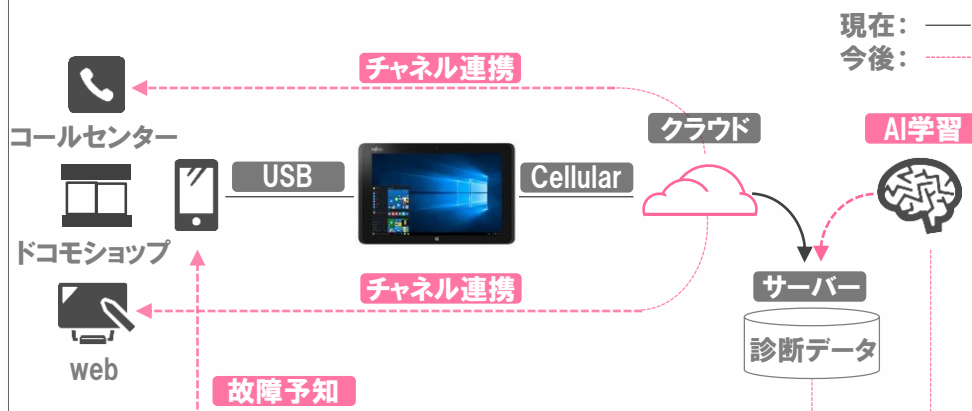 現在：
今後：
チャネル連携
コールセンター
クラウド
AI学習
USB
Cellular
ドコモショップ
チャネル連携
サーバー
診断データ
web
故障予知